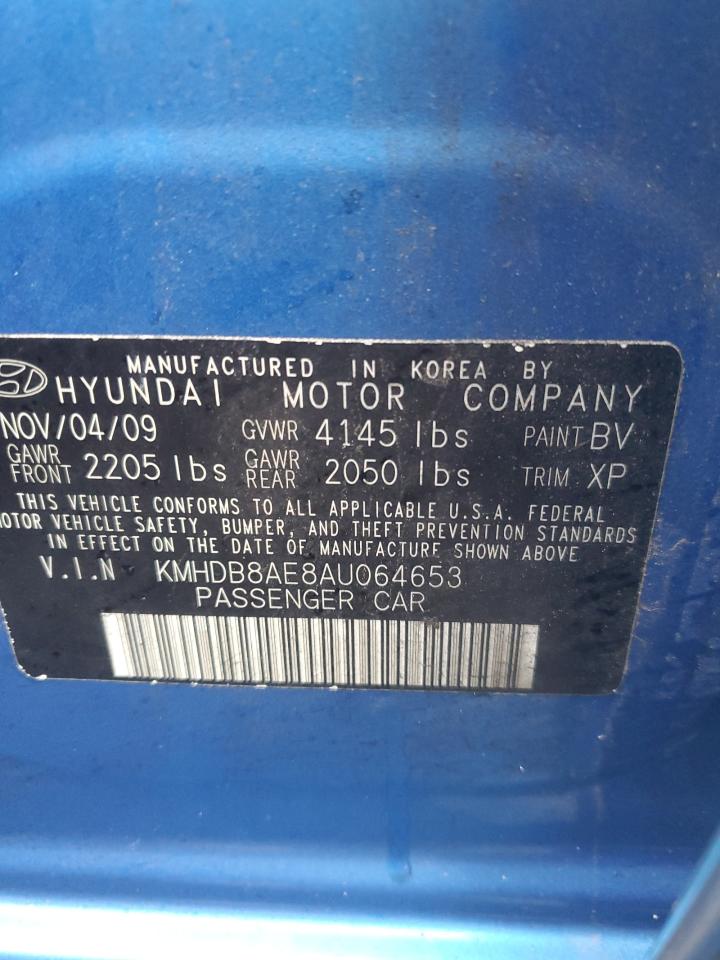 MANUFACTURED IN KOREA BY
HYUNDAI MOTOR COMPANY
NOV/04/09 GVWR 4145 lbs PAINT BV
GAWR FRONT 2205 lbs GAWR REAR 2050 lbs TRIM XP
THIS VEHICLE CONFORMS TO ALL APPLICABLE U.S.A. FEDERAL
MOTOR VEHICLE SAFETY, BUMPER, AND THEFT PREVENTION STANDARDS
IN EFFECT ON THE DATE OF MANUFACTURE SHOWN ABOVE
V.I.N KMHDB8AE8AU064653
PASSENGER CAR